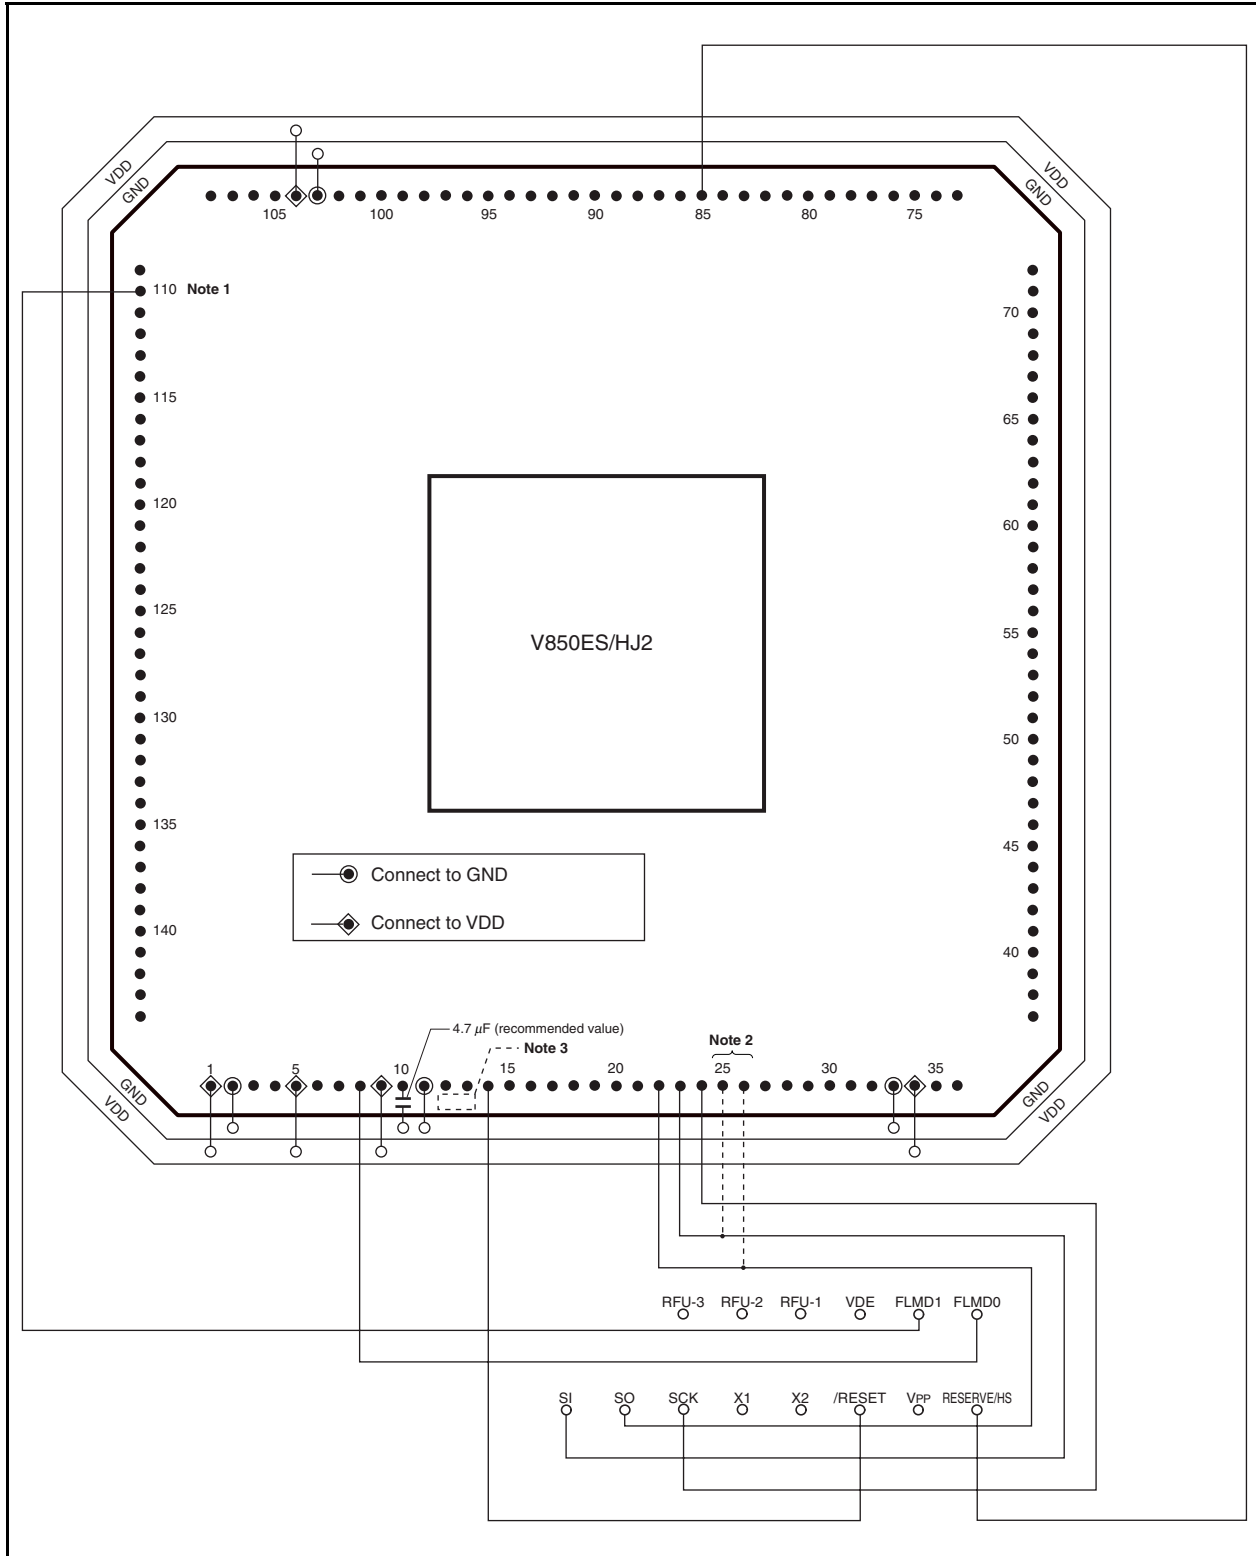 VDD
GND
VDD
GND
105
100
95
90
85
80
75
110 Note 1
70
115
65
120
60
125
55
V850ES/HJ2
130
50
135
45
Connect to GND
Connect to VDD
140
40
4.7 μF (recommended value)
Note 3
Note 2
1
5
10
15
20
25
30
35
GND
VDD
GND
VDD
RFU-3 RFU-2 RFU-1 VDE FLMD1 FLMD0
SI SO SCK X1 X2 /RESET VPP RESERVE/HS